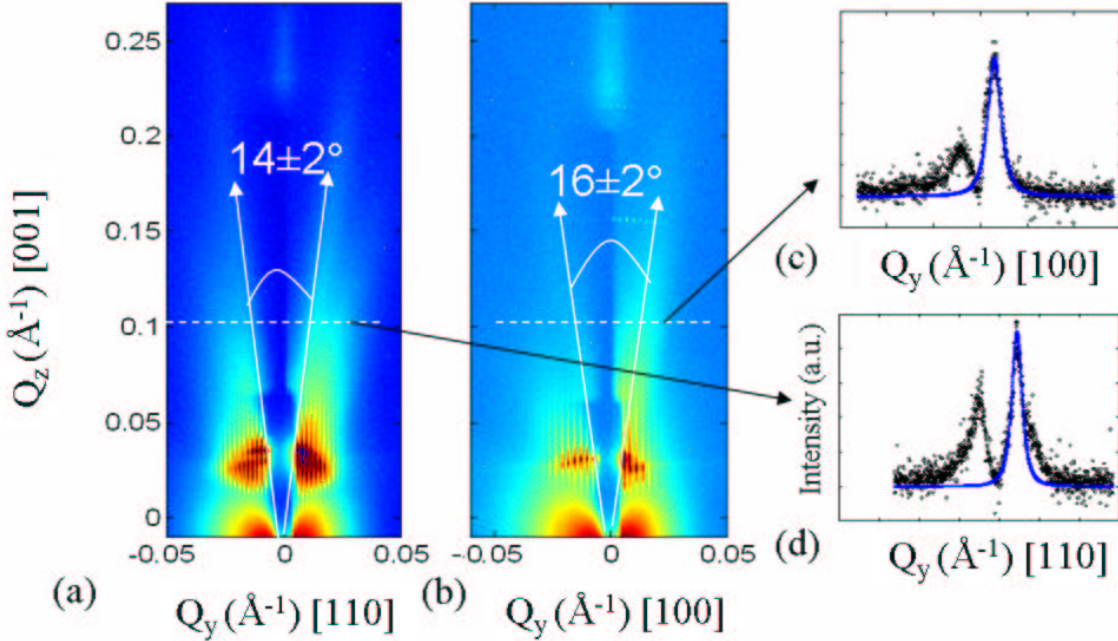 Q_z (Å⁻¹) [001]
0.25
0.2
0.15
0.1
0.05
0
-0.05
0
0.05
14±2°
(a)
Q_y (Å⁻¹) [110]
16±2°
-0.05
0
0.05
(b)
Q_y (Å⁻¹) [100]
(c)
Q_y (Å⁻¹) [100]
Intensity (a.u.)
(d)
Q_y (Å⁻¹) [110]